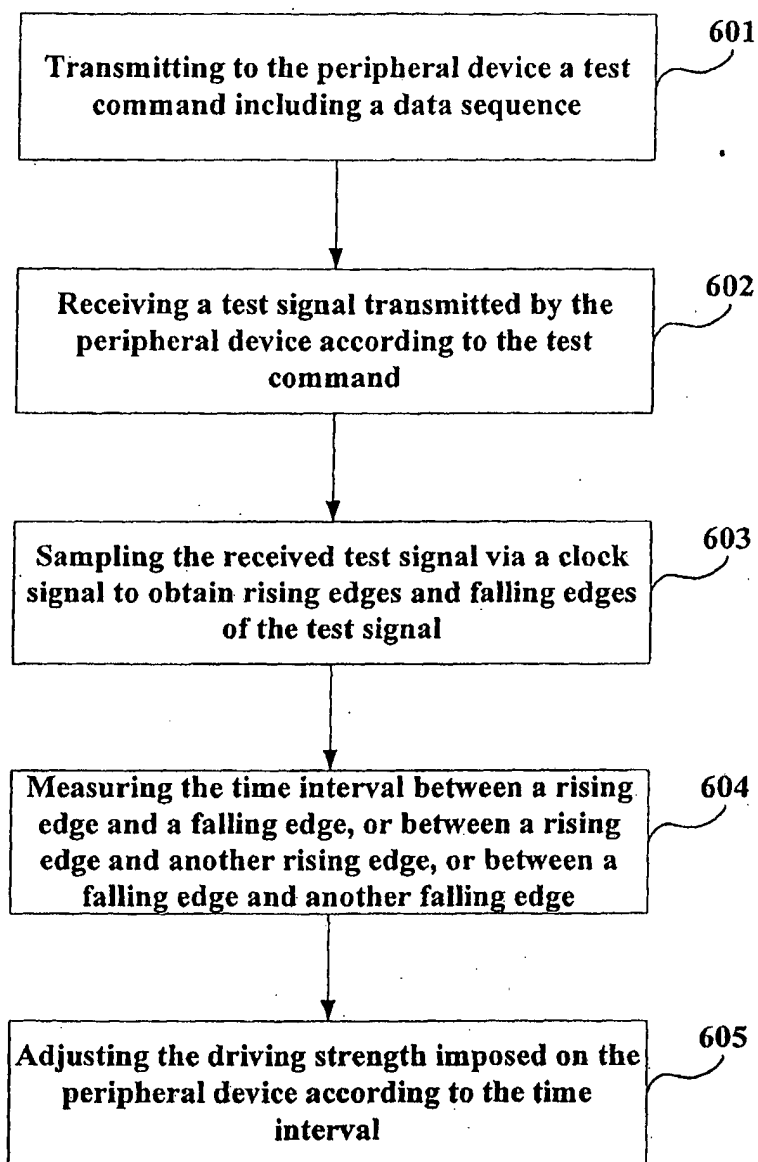 601
Transmitting to the peripheral device a test
command including a data sequence
602
Receiving a test signal transmitted by the
peripheral device according to the test
command
603
Sampling the received test signal via a clock
signal to obtain rising edges and falling edges
of the test signal
604
Measuring the time interval between a rising
edge and a falling edge, or between a rising
edge and another rising edge, or between a
falling edge and another falling edge
605
Adjusting the driving strength imposed on the
peripheral device according to the time
interval